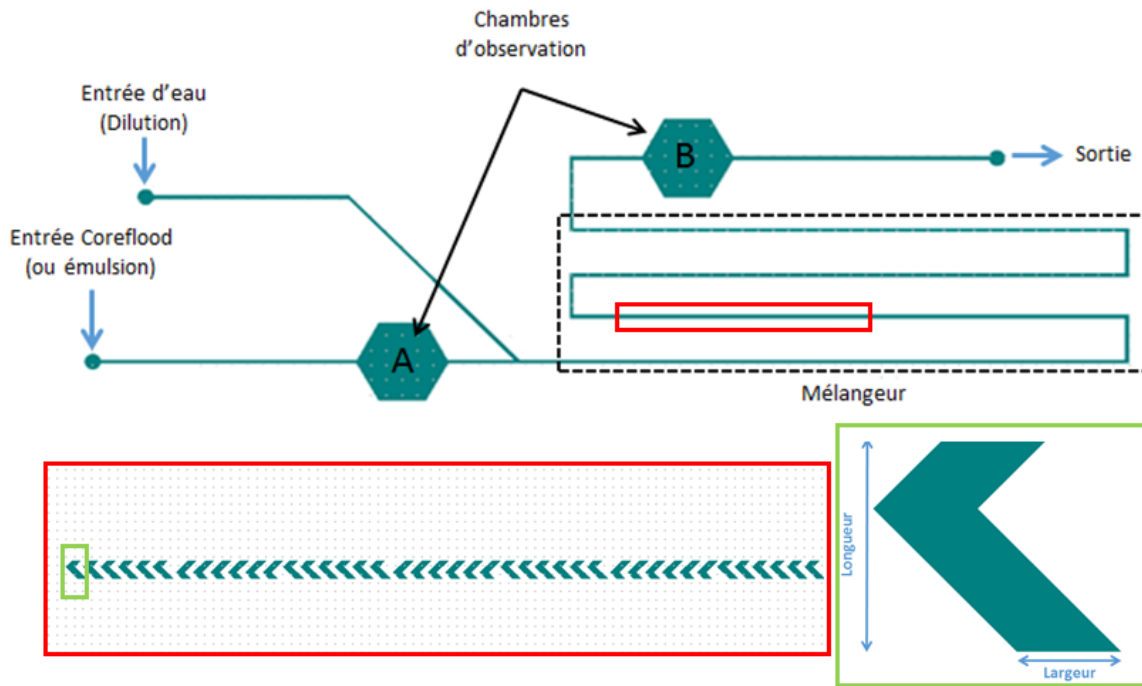 Chambres
d'observation
Entrée d'eau
(Dilution)
B
Sortie
Entrée Coreflood
(ou émulsion)
A
Mélangeur
Longueur
Largeur